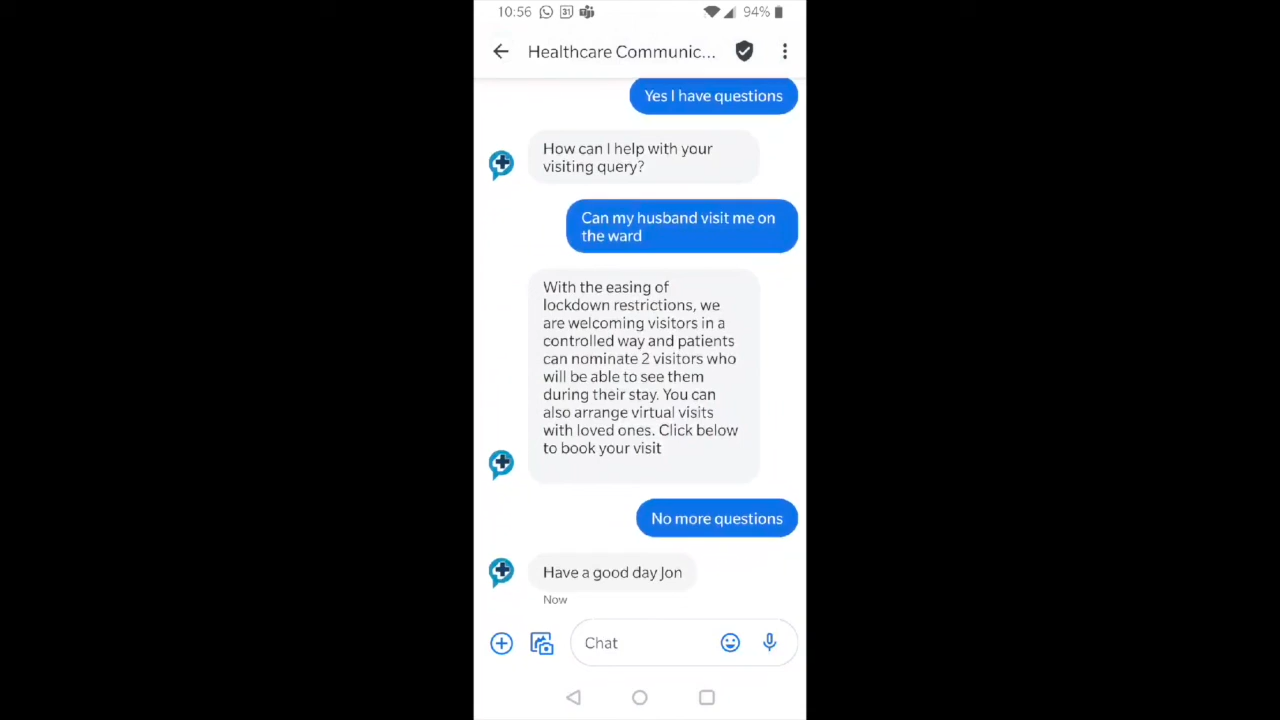 10:56
31
94%
Healthcare Communic...
Yes I have questions
How can I help with your
visiting query?
Can my husband visit me on
the ward
With the easing of
lockdown restrictions, we
are welcoming visitors in a
controlled way and patients
can nominate 2 visitors who
will be able to see them
during their stay. You can
also arrange virtual visits
with loved ones. Click below
to book your visit
No more questions
Have a good day Jon
Now
Chat